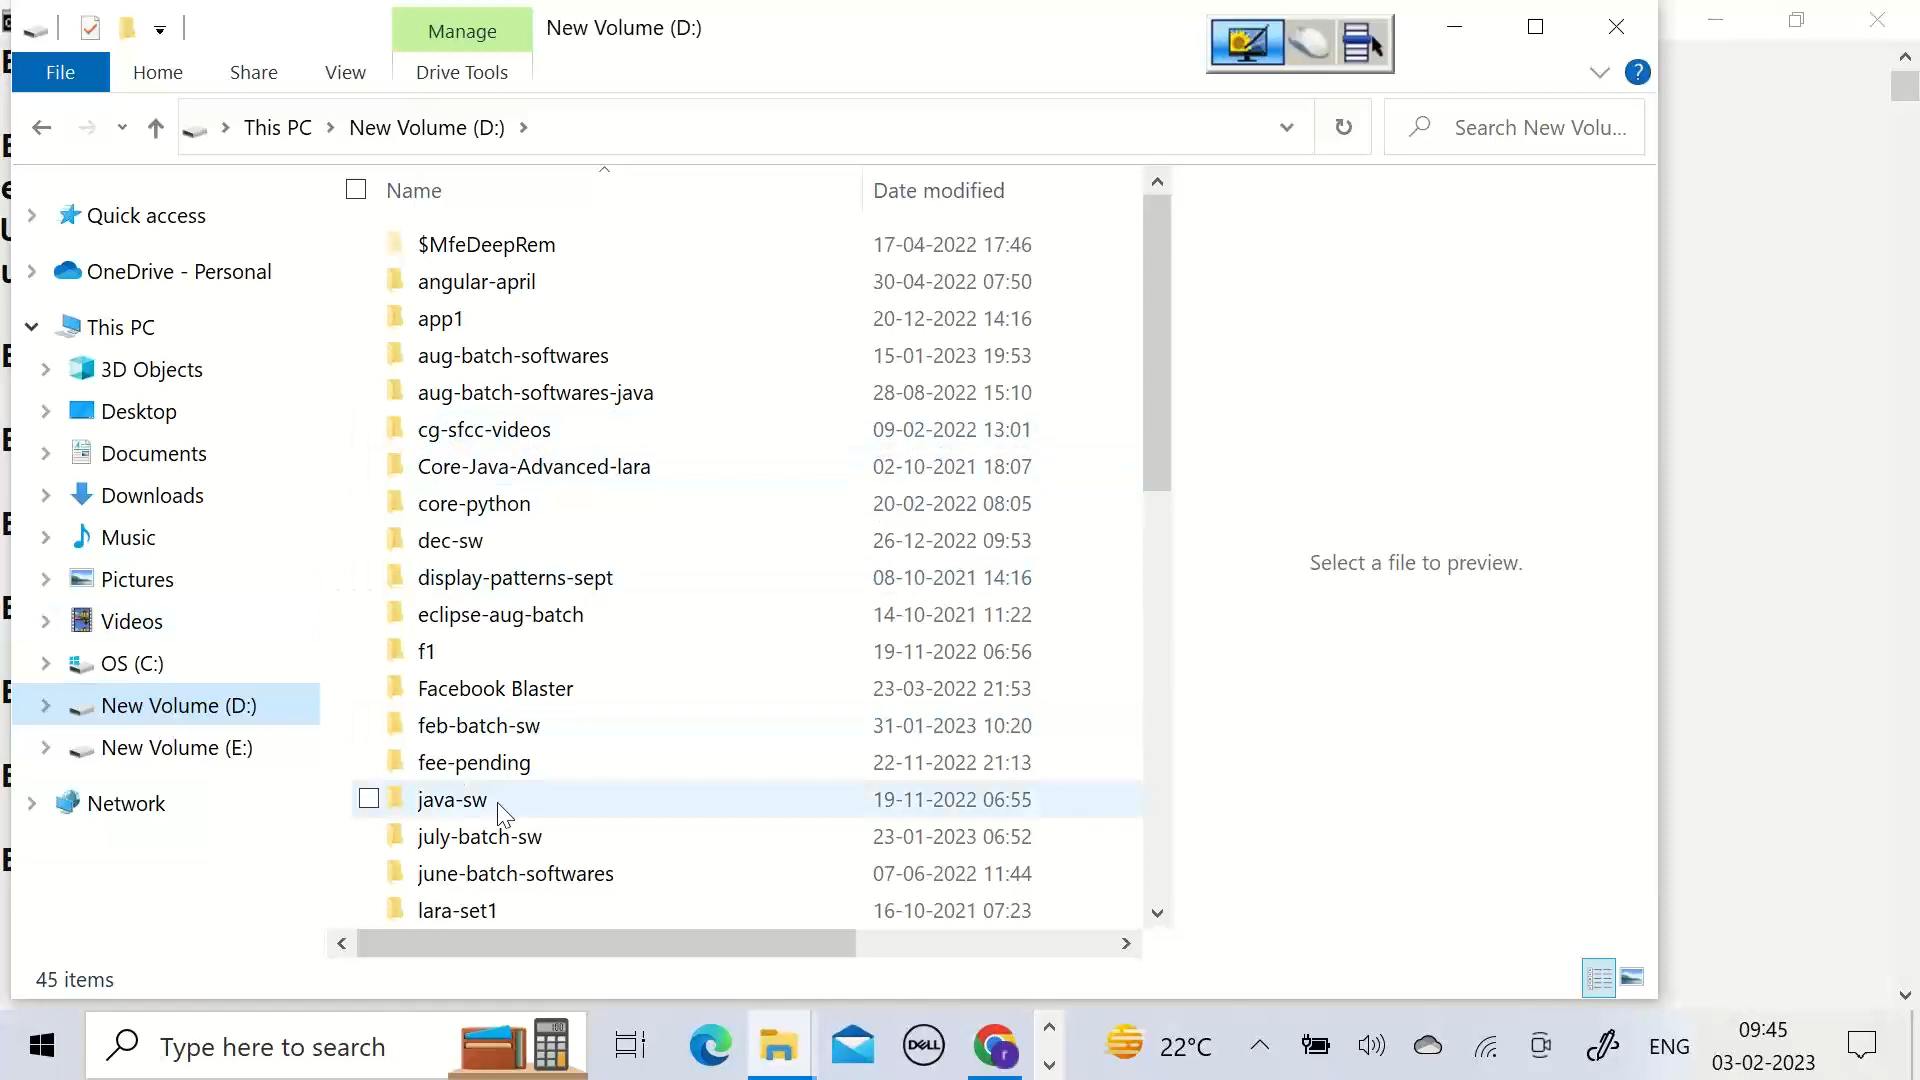 Manage
New Volume (D:)
File
Home
Share
View
Drive Tools
?
This PC
New Volume (D:)
Search New Volu...
Name
Date modified
Quick access
OneDrive - Personal
This PC
3D Objects
Desktop
Documents
Downloads
Music
Pictures
Videos
OS (C:)
New Volume (D:)
New Volume (E:)
Network
$MfeDeepRem 17-04-2022 17:46
angular-april 30-04-2022 07:50
app1 20-12-2022 14:16
aug-batch-softwares 15-01-2023 19:53
aug-batch-softwares-java 28-08-2022 15:10
cg-sfcc-videos 09-02-2022 13:01
Core-Java-Advanced-lara 02-10-2021 18:07
core-python 20-02-2022 08:05
dec-sw 26-12-2022 09:53
display-patterns-sept 08-10-2021 14:16
eclipse-aug-batch 14-10-2021 11:22
f1 19-11-2022 06:56
Facebook Blaster 23-03-2022 21:53
feb-batch-sw 31-01-2023 10:20
fee-pending 22-11-2022 21:13
java-sw 19-11-2022 06:55
july-batch-sw 23-01-2023 06:52
june-batch-softwares 07-06-2022 11:44
lara-set1 16-10-2021 07:23
Select a file to preview.
45 items
Type here to search
DELL
r
22°C
ENG
09:45
03-02-2023